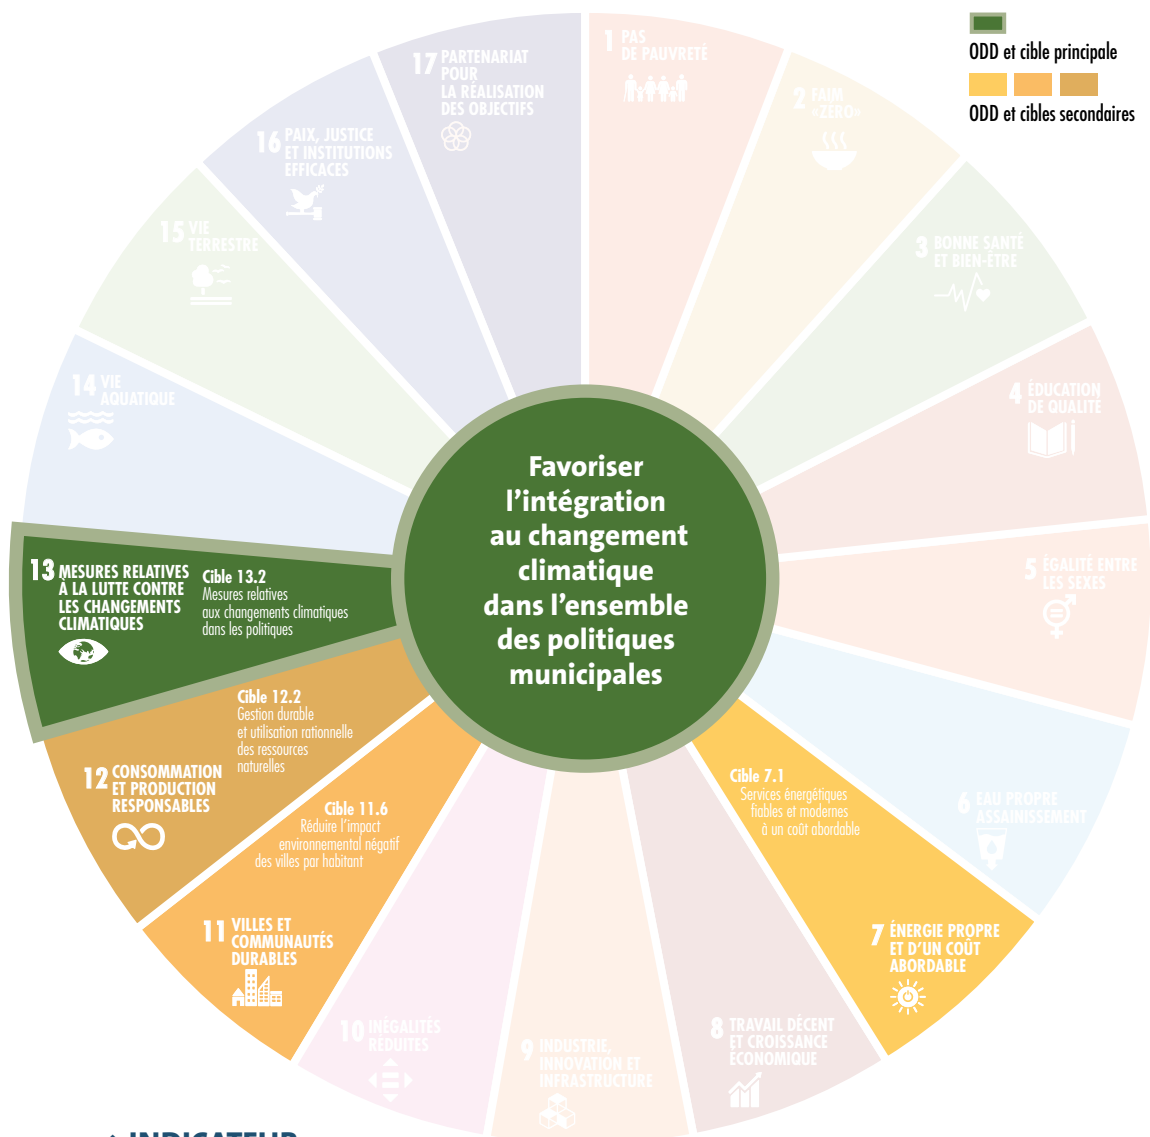 ODD et cible principale
ODD et cibles secondaires
1 PAS
DE PAUVRETÉ
2 FAIM
«ZÉRO»
3 BONNE SANTÉ
ET BIEN-ÊTRE
4 ÉDUCATION
DE QUALITÉ
5 ÉGALITÉ ENTRE
LES SEXES
6 EAU PROPRE
ASSAINISSEMENT
Cible 7.1
Services énergétiques
fiables et modernes
à un coût abordable
7 ÉNERGIE PROPRE
ET D'UN COÛT
ABORDABLE
8 TRAVAIL DÉCENT
ET CROISSANCE
ÉCONOMIQUE
9 INDUSTRIE,
INNOVATION ET
INFRASTRUCTURE
10 INÉGALITÉS
RÉDUITES
Cible 11.6
Réduire l'impact
environnemental négatif
des villes par habitant
11 VILLES ET
COMMUNAUTÉS
DURABLES
Cible 12.2
Gestion durable
et utilisation rationnelle
des ressources
naturelles
12 CONSOMMATION
ET PRODUCTION
RESPONSABLES
13 MESURES RELATIVES
À LA LUTTE CONTRE
LES CHANGEMENTS
CLIMATIQUES
Cible 13.2
Mesures relatives
aux changements climatiques
dans les politiques
14 VIE
AQUATIQUE
15 VIE
TERRESTRE
16 PAIX, JUSTICE
ET INSTITUTIONS
EFFICACES
17 PARTENARIAT
POUR
LA RÉALISATION
DES OBJECTIFS
Favoriser
l'intégration
au changement
climatique
dans l'ensemble
des politiques
municipales
INDICATEUR